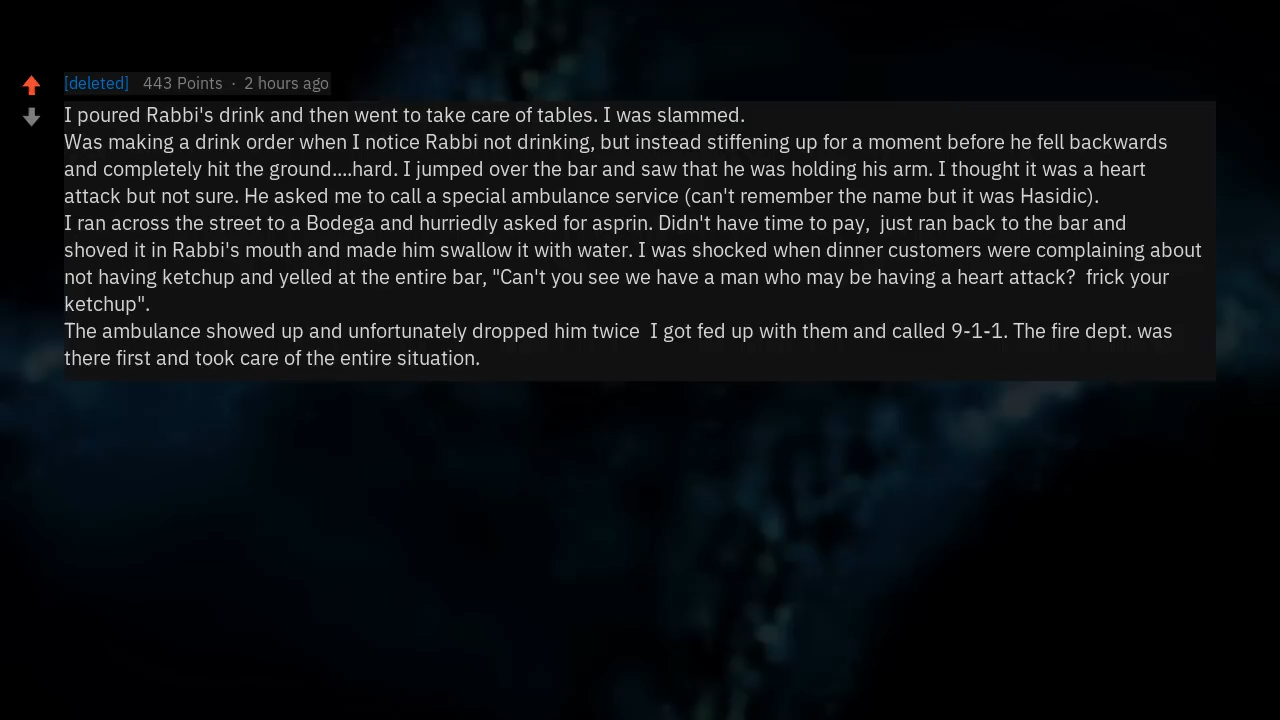 [deleted] 443 Points · 2 hours ago
I poured Rabbi's drink and then went to take care of tables. I was slammed.
Was making a drink order when I notice Rabbi not drinking, but instead stiffening up for a moment before he fell backwards
and completely hit the ground....hard. I jumped over the bar and saw that he was holding his arm. I thought it was a heart
attack but not sure. He asked me to call a special ambulance service (can't remember the name but it was Hasidic).
I ran across the street to a Bodega and hurriedly asked for asprin. Didn't have time to pay,  just ran back to the bar and
shoved it in Rabbi's mouth and made him swallow it with water. I was shocked when dinner customers were complaining about
not having ketchup and yelled at the entire bar, "Can't you see we have a man who may be having a heart attack?  frick your
ketchup".
The ambulance showed up and unfortunately dropped him twice  I got fed up with them and called 9-1-1. The fire dept. was
there first and took care of the entire situation.